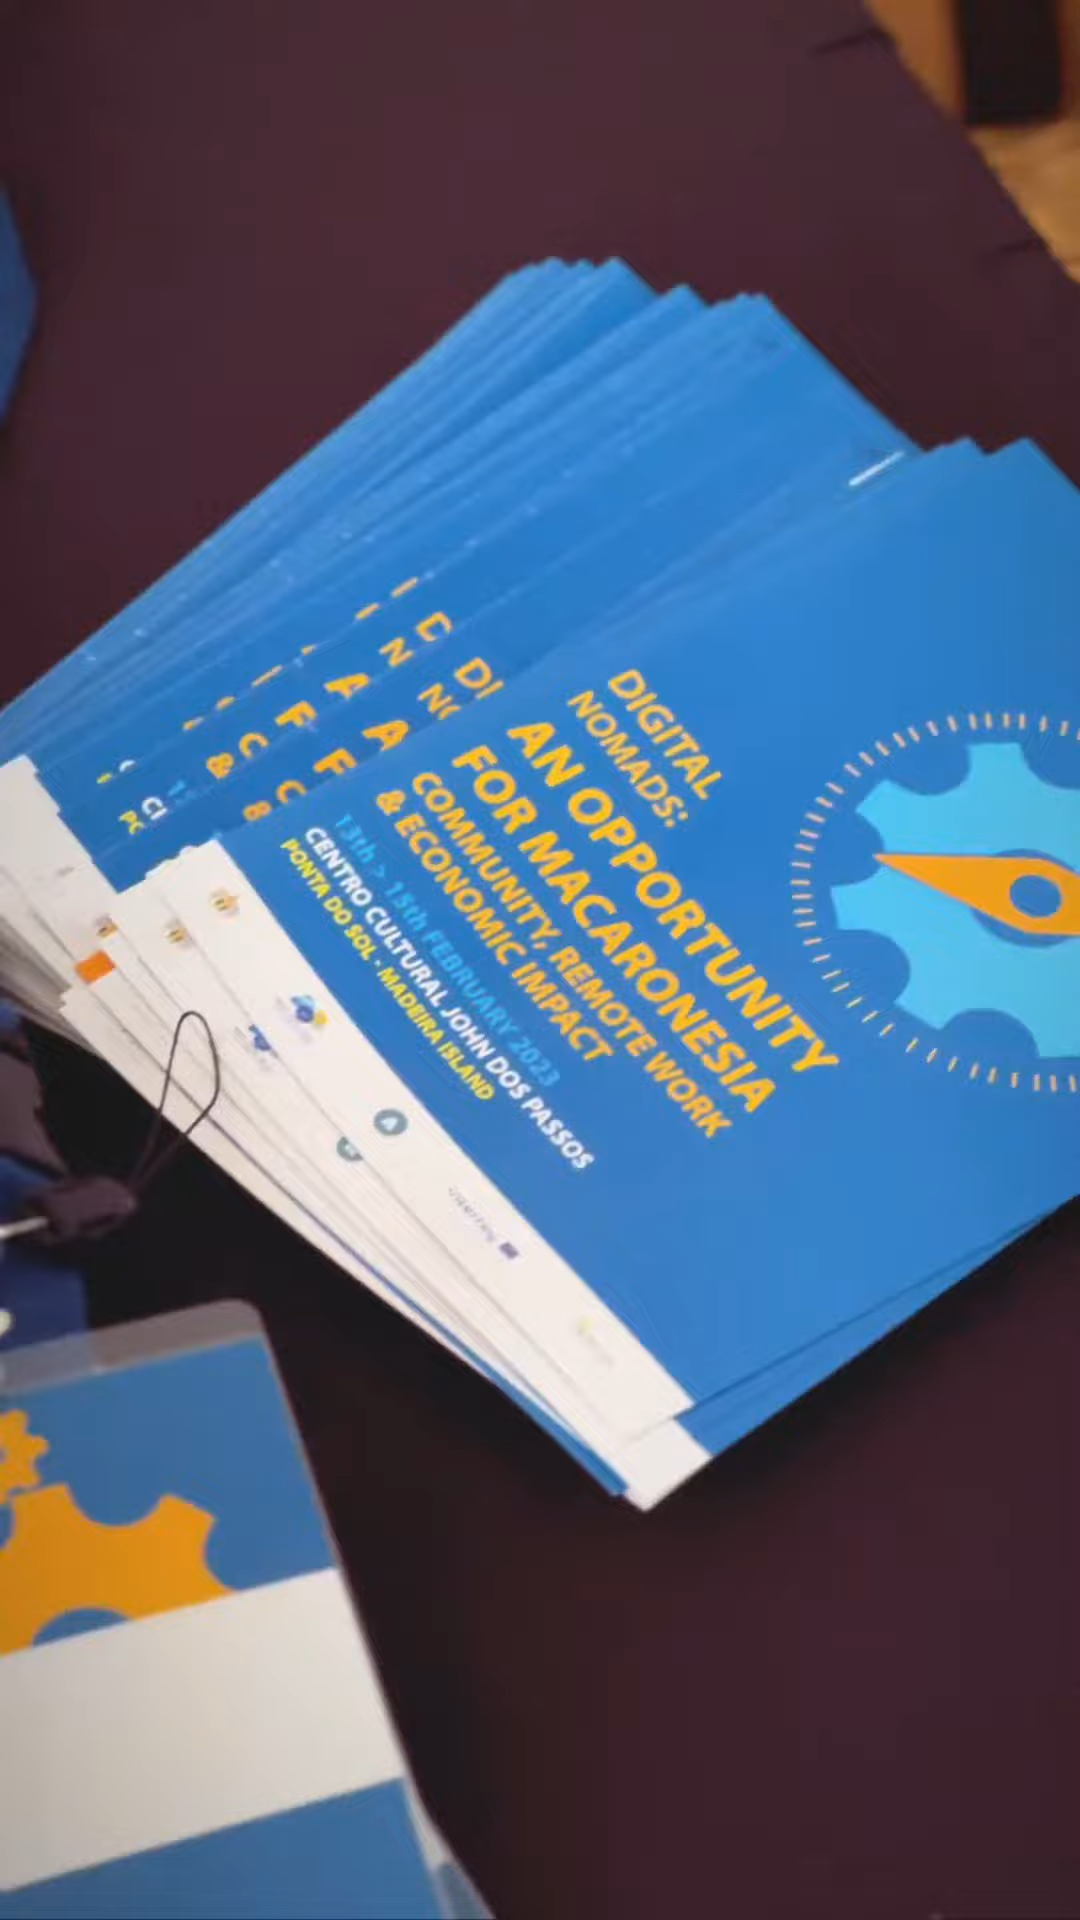 DIGITAL
NOMADS:
AN OPPORTUNITY
FOR MACARONESIA
COMMUNITY, REMOTE WORK
& ECONOMIC IMPACT
13th > 15th FEBRUARY 2023
CENTRO CULTURAL JOHN DOS PASSOS
PONTA DO SOL - MADEIRA ISLAND